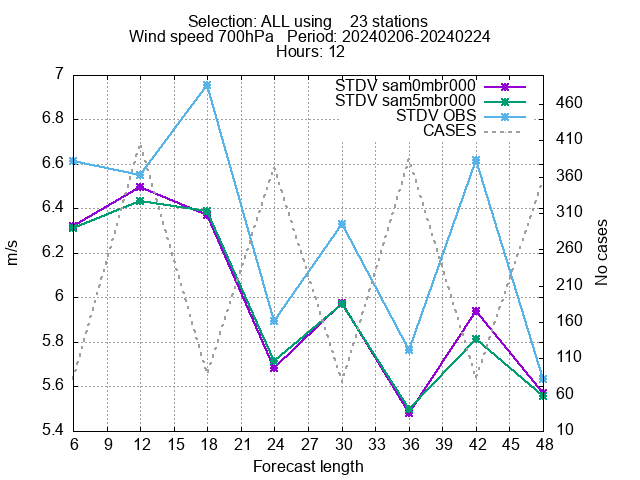 Selection: ALL using    23 stations
Wind speed 700hPa   Period: 20240206-20240224
Hours: 12
STDV sam0mbr000
STDV sam5mbr000
STDV OBS
CASES
7
6.8
6.6
6.4
6.2
6
5.8
5.6
5.4
m/s
460
410
360
310
260
210
160
110
60
10
No cases
6 9 12 15 18 21 24 27 30 33 36 39 42 45 48
Forecast length